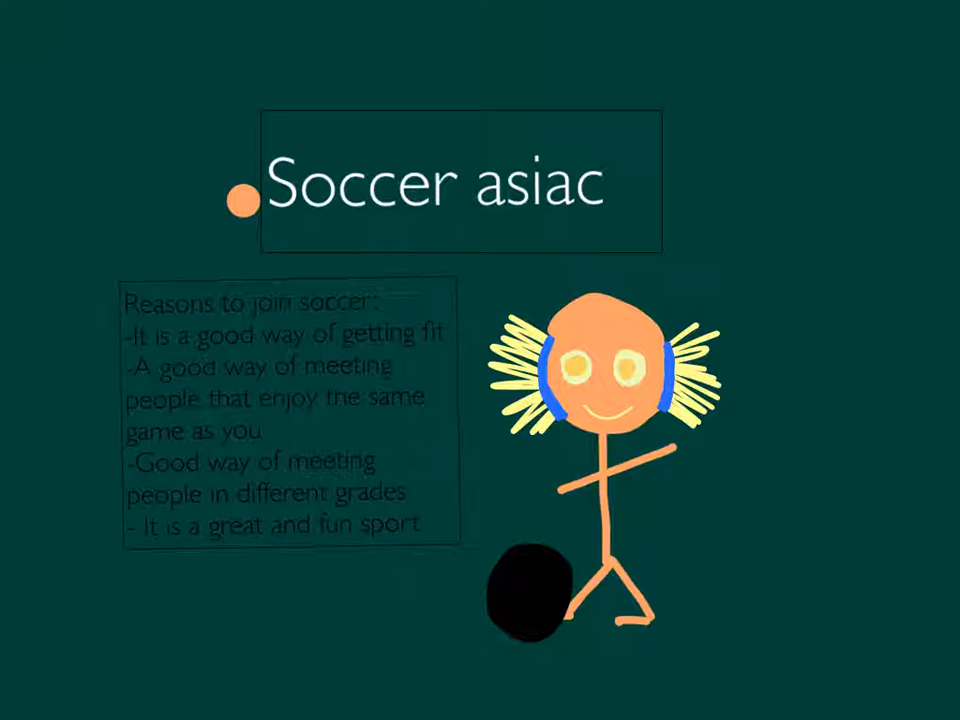 Soccer asiac
Reasons to join soccer:
-It is a good way of getting fit
-A good way of meeting
people that enjoy the same
game as you
-Good way of meeting
people in different grades
- It is a great and fun sport